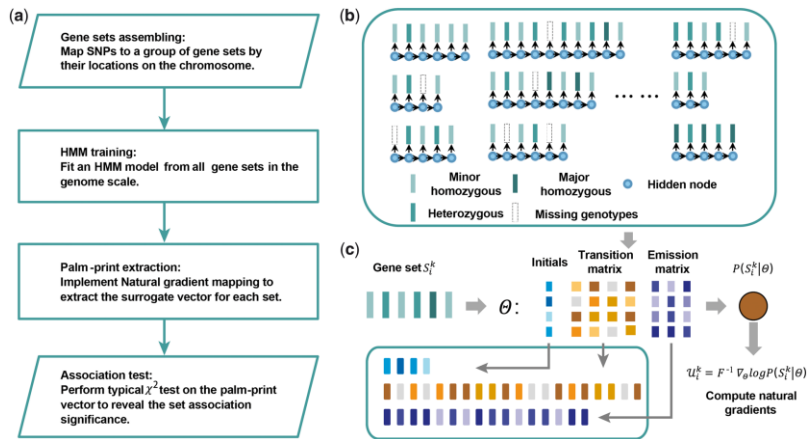 (a)
Gene sets assembling:
Map SNPs to a group of gene sets by
their locations on the chromosome.
HMM training:
Fit an HMM model from all gene sets in the
genome scale.
Palm-print extraction:
Implement Natural gradient mapping to
extract the surrogate vector for each set.
Association test:
Perform typical χ² test on the palm-print
vector to reveal the set association
significance.
(b)
... ...
Minor
homozygous
Major
homozygous
Hidden node
Heterozygous
Missing genotypes
(c)
Gene set S_i^k
Θ:
Initials
Transition
matrix
Emission
matrix
P(S_i^k|Θ)
𝒰_i^k = F⁻¹ ∇_Θ logP(S_i^k|Θ)
Compute natural
gradients